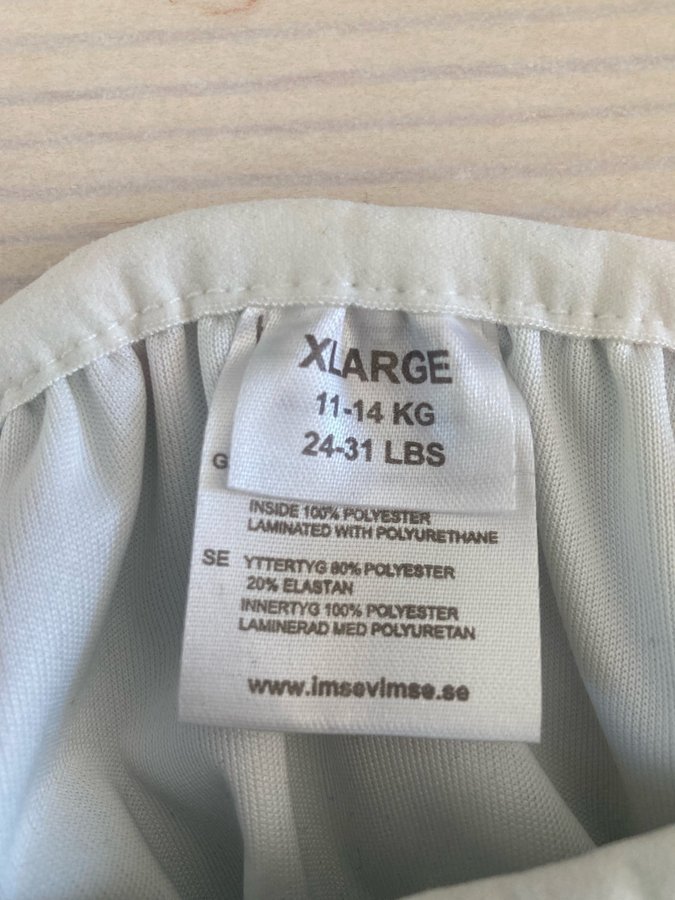 XLARGE
11-14 KG
24-31 LBS
G
INSIDE 100% POLYESTER
LAMINATED WITH POLYURETHANE
SE YTTERTYG 80% POLYESTER
20% ELASTAN
INNERTYG 100% POLYESTER
LAMINERAD MED POLYURETAN
www.imsevimse.se